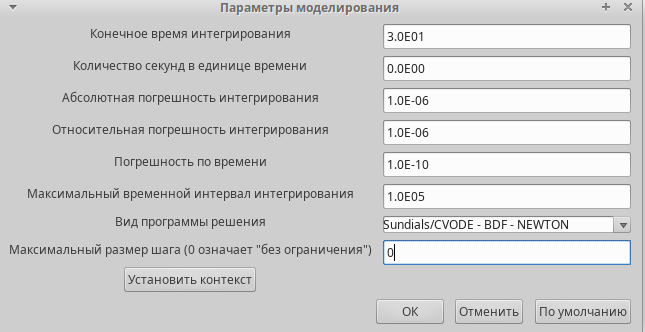 Параметры моделирования
Конечное время интегрирования 3.0E01
Количество секунд в единице времени 0.0E00
Абсолютная погрешность интегрирования 1.0E-06
Относительная погрешность интегрирования 1.0E-06
Погрешность по времени 1.0E-10
Максимальный временной интервал интегрирования 1.0E05
Вид программы решения Sundials/CVODE - BDF - NEWTON
Максимальный размер шага (0 означает "без ограничения") 0
Установить контекст
ОК Отменить По умолчанию